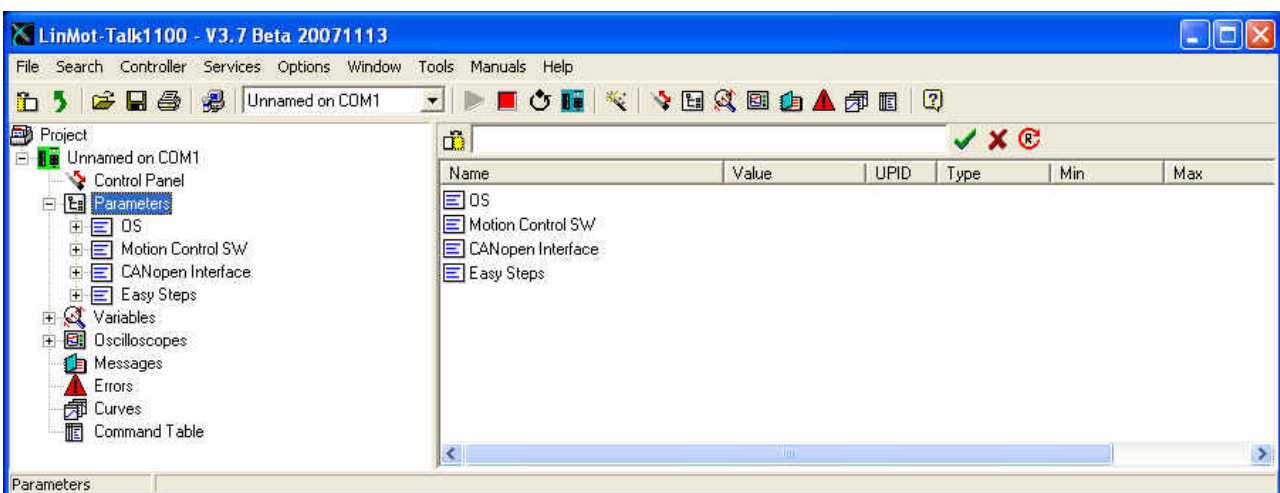 LinMot-Talk1100 - V3.7 Beta 20071113
File Search Controller Services Options Window Tools Manuals Help
Unnamed on COM1
Project
Unnamed on COM1
Control Panel
Parameters
OS
Motion Control SW
CANopen Interface
Easy Steps
Variables
Oscilloscopes
Messages
Errors
Curves
Command Table
Name Value UPID Type Min Max
OS
Motion Control SW
CANopen Interface
Easy Steps
Parameters